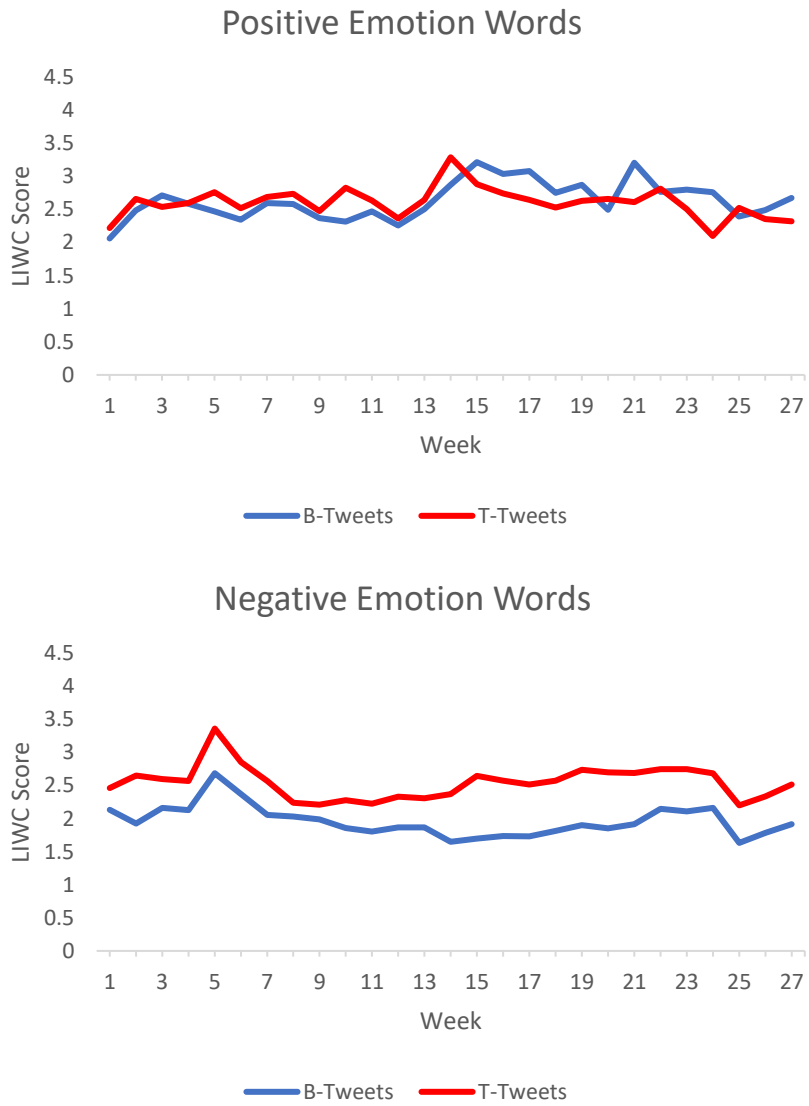 Positive Emotion Words
4.5
4
3.5
3
2.5
2
1.5
1
0.5
0
LIWC Score
1 3 5 7 9 11 13 15 17 19 21 23 25 27
Week
B-Tweets T-Tweets
Negative Emotion Words
4.5
4
3.5
3
2.5
2
1.5
1
0.5
0
LIWC Score
1 3 5 7 9 11 13 15 17 19 21 23 25 27
Week
B-Tweets T-Tweets